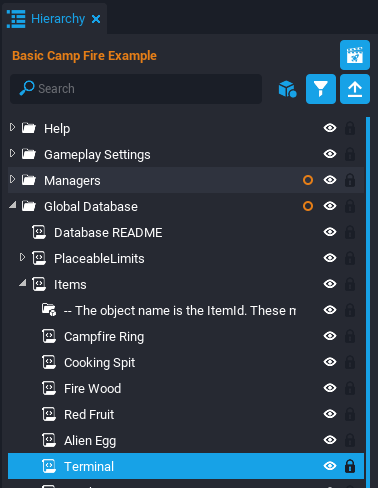 Hierarchy
Basic Camp Fire Example
Search
Help
Gameplay Settings
Managers
Global Database
Database README
PlaceableLimits
Items
-- The object name is the ItemId. These
Campfire Ring
Cooking Spit
Fire Wood
Red Fruit
Alien Egg
Terminal